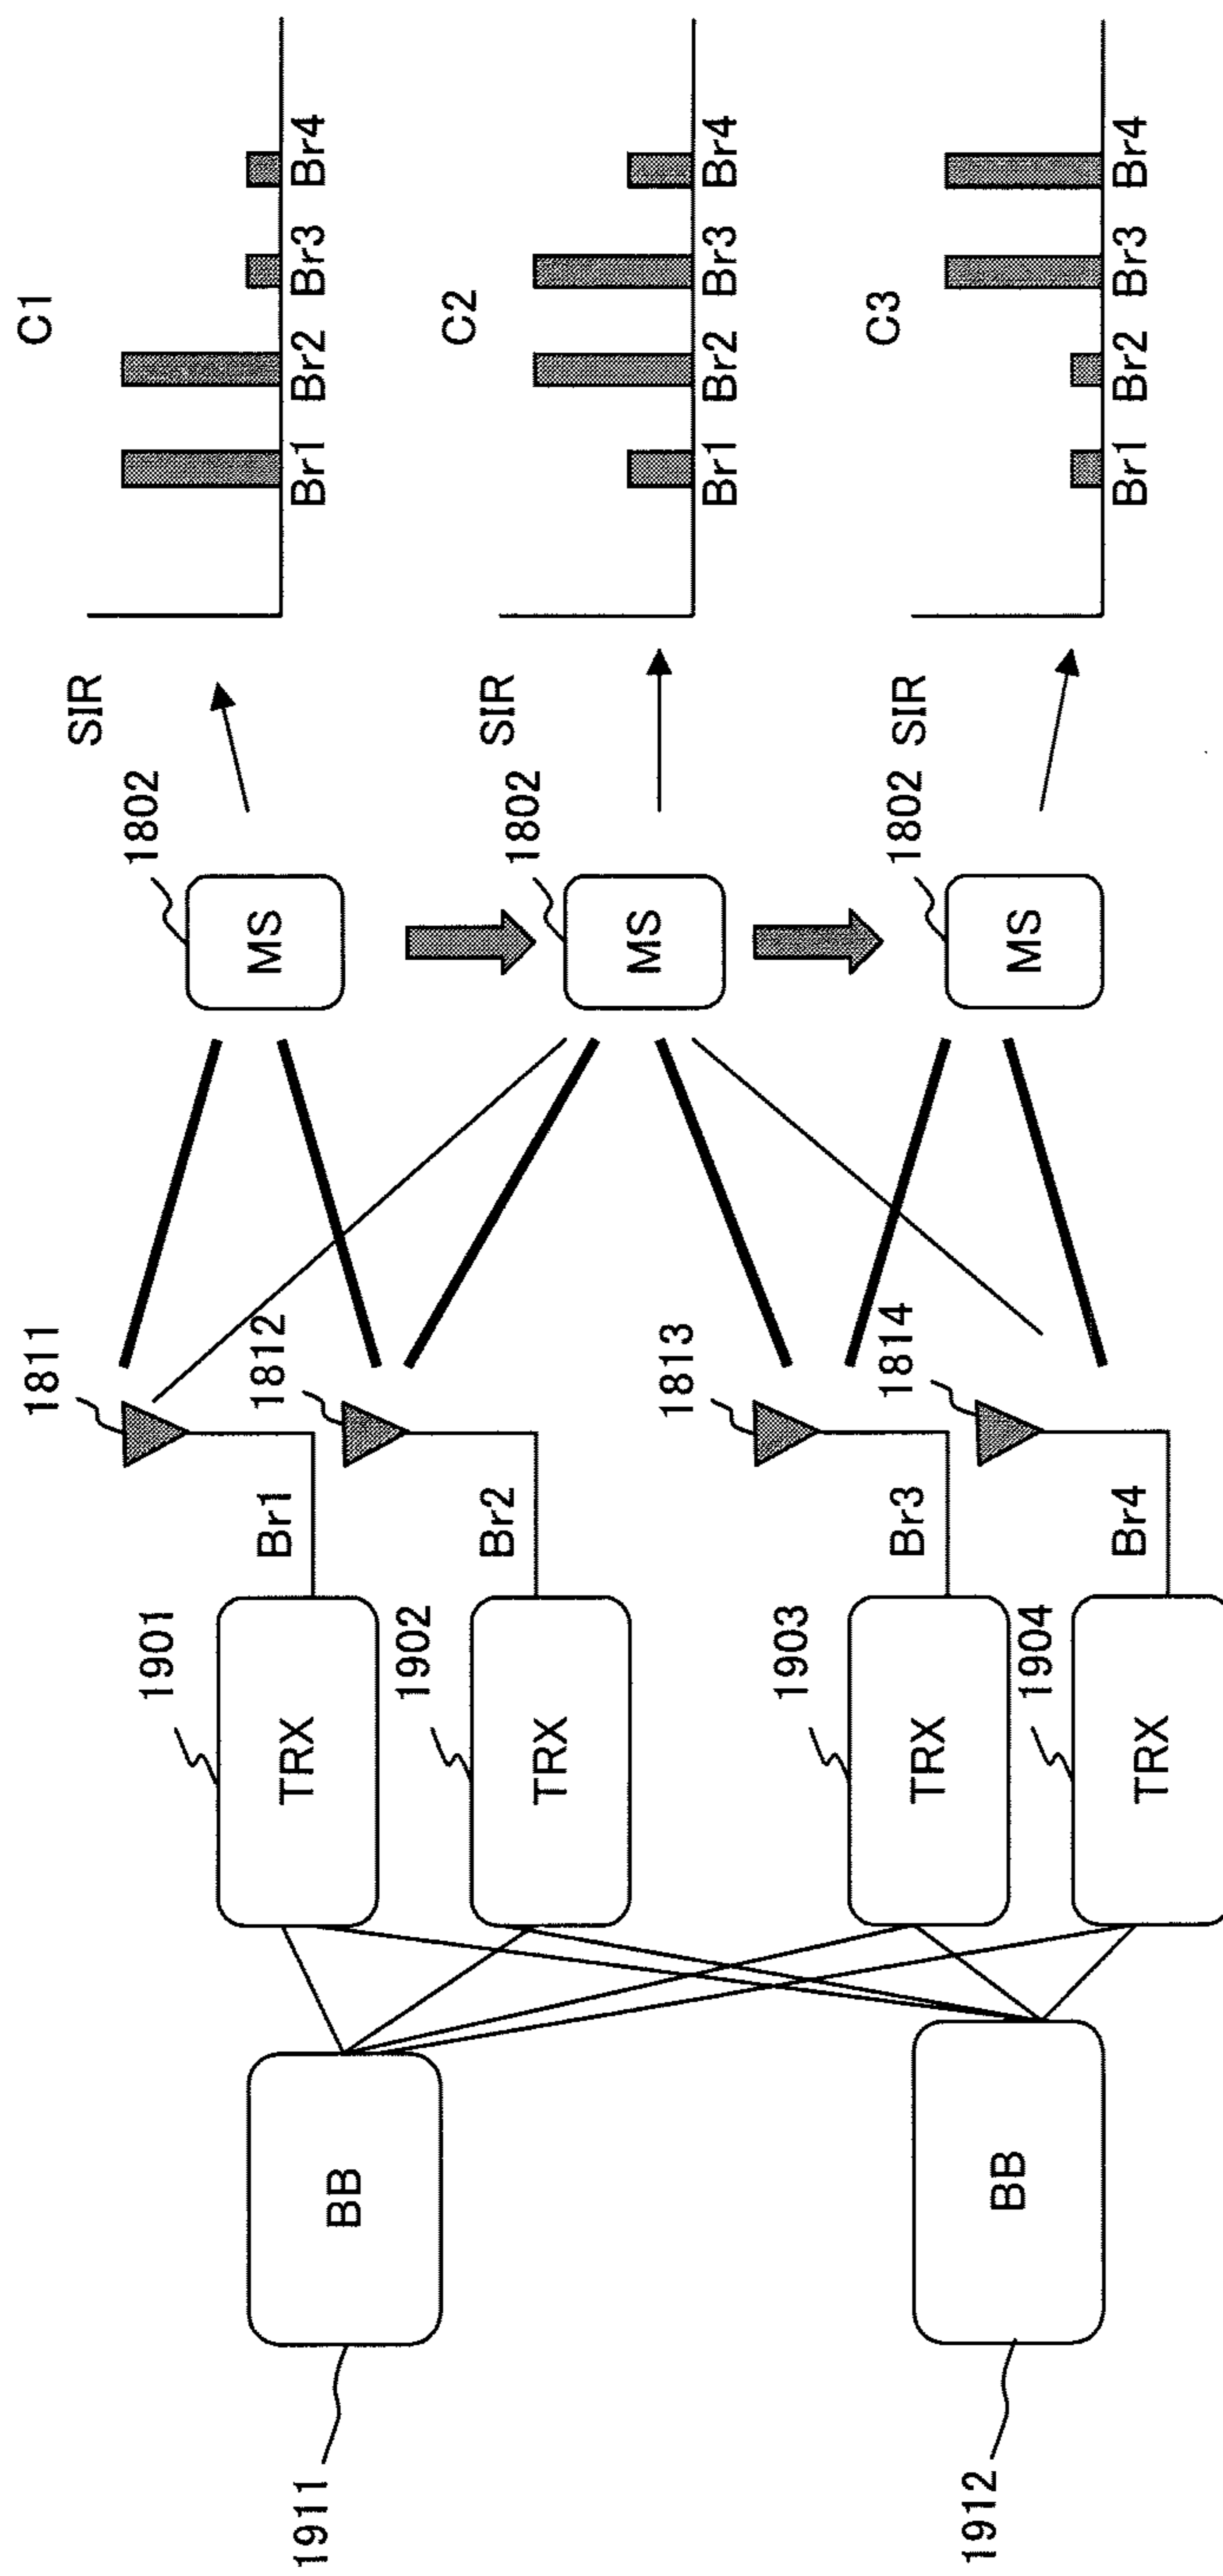 1911
BB
1912
BB
1901
TRX
1902
TRX
1903
TRX
1904
TRX
Br1
Br2
Br3
Br4
1811
1812
1813
1814
1802
MS
1802
MS
1802
MS
SIR
C1
Br1 Br2 Br3 Br4
SIR
C2
Br1 Br2 Br3 Br4
SIR
C3
Br1 Br2 Br3 Br4